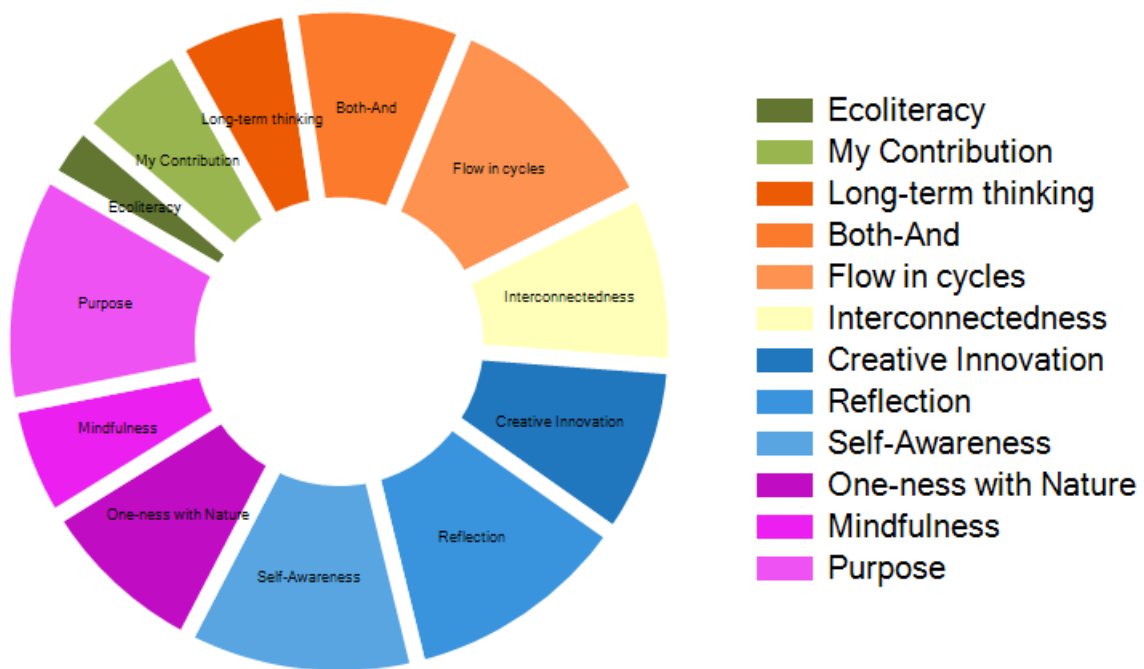 Long-term thinking
Both-And
Flow in cycles
My Contribution
Ecoliteracy
Purpose
Interconnectedness
Mindfulness
Creative Innovation
One-ness with Nature
Reflection
Self-Awareness
Ecoliteracy
My Contribution
Long-term thinking
Both-And
Flow in cycles
Interconnectedness
Creative Innovation
Reflection
Self-Awareness
One-ness with Nature
Mindfulness
Purpose